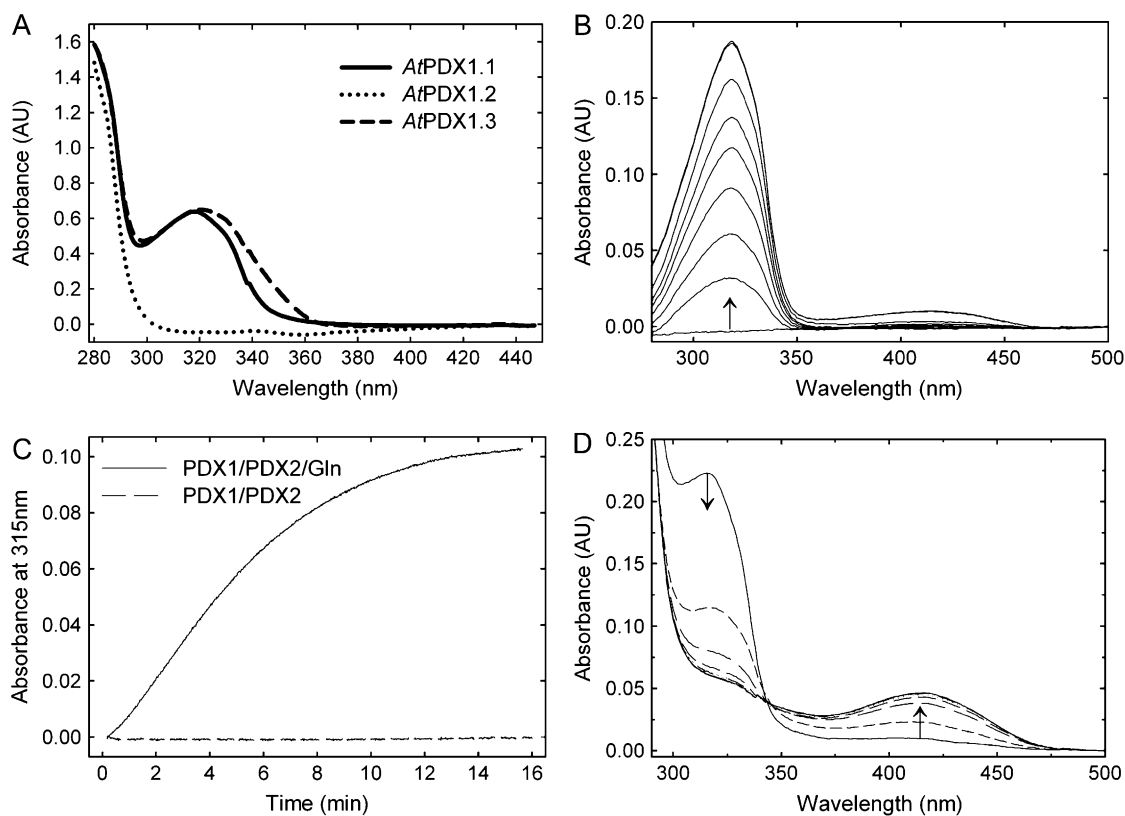 A
Absorbance (AU)
1.6
1.4
1.2
1.0
0.8
0.6
0.4
0.2
0.0
AtPDX1.1
AtPDX1.2
AtPDX1.3
280 300 320 340 360 380 400 420 440
Wavelength (nm)
B
Absorbance (AU)
0.20
0.15
0.10
0.05
0.00
300 350 400 450 500
Wavelength (nm)
C
Absorbance at 315nm
0.10
0.08
0.06
0.04
0.02
0.00
PDX1/PDX2/Gln
PDX1/PDX2
0 2 4 6 8 10 12 14 16
Time (min)
D
Absorbance (AU)
0.25
0.20
0.15
0.10
0.05
0.00
300 350 400 450 500
Wavelength (nm)